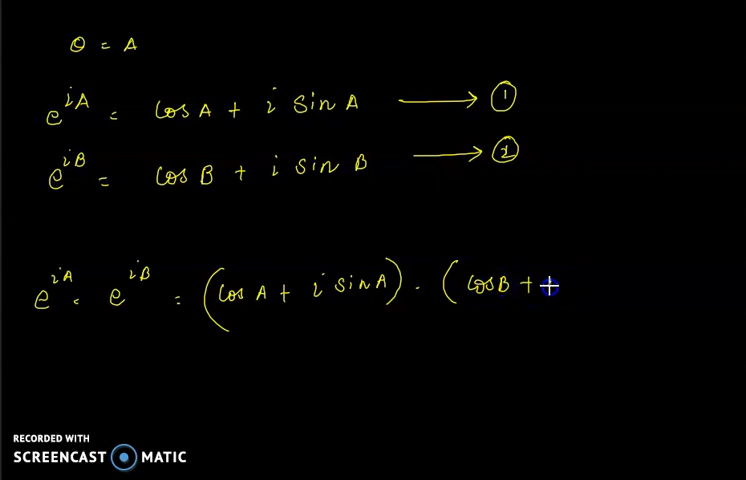 θ = A
e^{iA} = cos A + i sin A → ①
e^{iB} = cos B + i sin B → ②
e^{iA} . e^{iB} = (cos A + i sin A) . (cos B +
RECORDED WITH
SCREENCAST MATIC